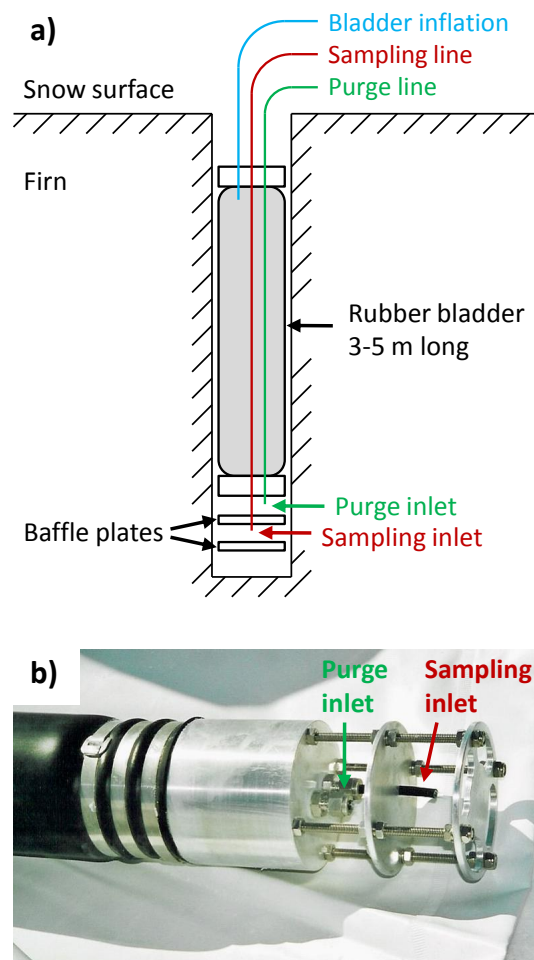 a)
Bladder inflation
Sampling line
Purge line
Snow surface
Firn
Rubber bladder
3-5 m long
Purge inlet
Baffle plates
Sampling inlet
b)
Purge
inlet
Sampling
inlet